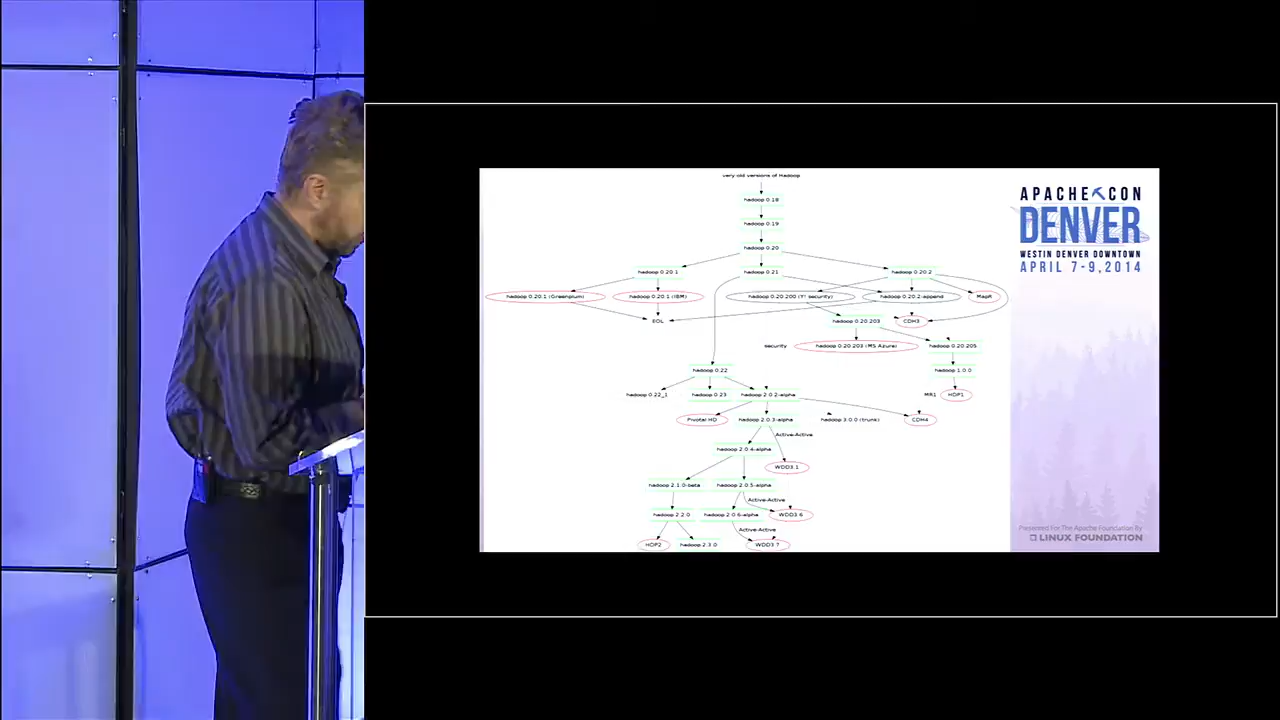 very old versions of Hadoop
hadoop 0.18
hadoop 0.19
hadoop 0.20
hadoop 0.20.1
hadoop 0.21
hadoop 0.20.2
hadoop 0.20.1 (Greenplum)
hadoop 0.20.1 (IBM)
hadoop 0.20.200 (Y! security)
hadoop 0.20.2-append
MapR
EOL
hadoop 0.20.203
CDH3
security
hadoop 0.20.203 (MS Azure)
hadoop 0.20.205
hadoop 0.22
hadoop 1.0.0
hadoop 0.22_1
hadoop 0.23
hadoop 2.0.2-alpha
MR1
HDP1
Pivotal HD
hadoop 2.0.3-alpha
hadoop 3.0.0 (trunk)
CDH4
Active-Active
hadoop 2.0.4-alpha
WDD3.1
hadoop 2.1.0-beta
hadoop 2.0.5-alpha
Active-Active
hadoop 2.2.0
hadoop 2.0.6-alpha
WDD3.6
Active-Active
HDP2
hadoop 2.3.0
WDD3.7
APACHE CON
DENVER
WESTIN DENVER DOWNTOWN
APRIL 7-9, 2014
Presented For The Apache Foundation By
LINUX FOUNDATION